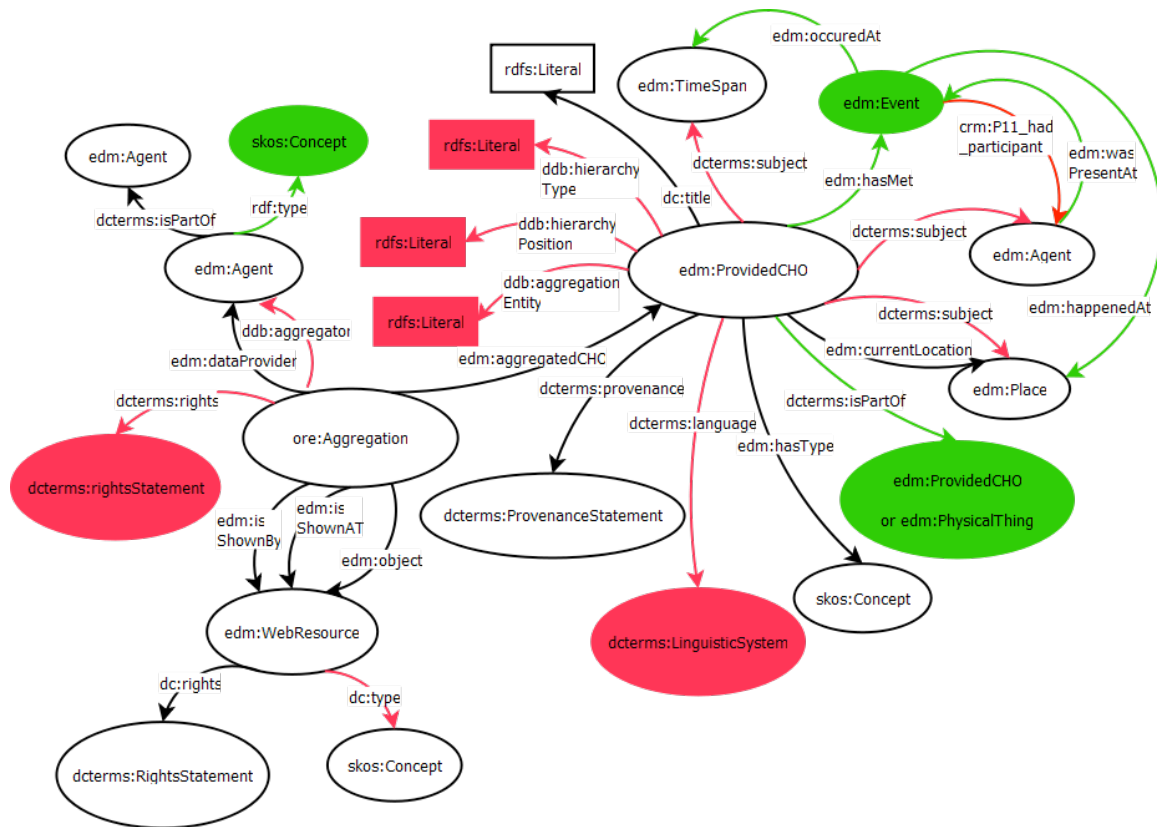 edm:occuredAt
rdfs:Literal
edm:TimeSpan
edm:Event
crm:P11_had
_participant
edm:was
PresentAt
skos:Concept
edm:Agent
rdfs:Literal
ddb:hierarchy
Type
dcterms:subject
edm:hasMet
dc:title
rdf:type
dcterms:isPartOf
ddb:hierarchy
Position
rdfs:Literal
dcterms:subject
edm:Agent
edm:Agent
edm:ProvidedCHO
ddb:aggregation
Entity
rdfs:Literal
edm:happenedAt
dcterms:subject
ddb:aggregator
edm:dataProvider
edm:aggregatedCHO
edm:currentLocation
edm:Place
dcterms:provenance
dcterms:isPartOf
dcterms:rights
dcterms:language
edm:hasType
ore:Aggregation
dcterms:rightsStatement
edm:ProvidedCHO
or edm:PhysicalThing
dcterms:ProvenanceStatement
edm:is
ShownBy
edm:is
ShownAT
edm:object
skos:Concept
edm:WebResource
dcterms:LinguisticSystem
dc:rights
dc:type
dcterms:RightsStatement
skos:Concept